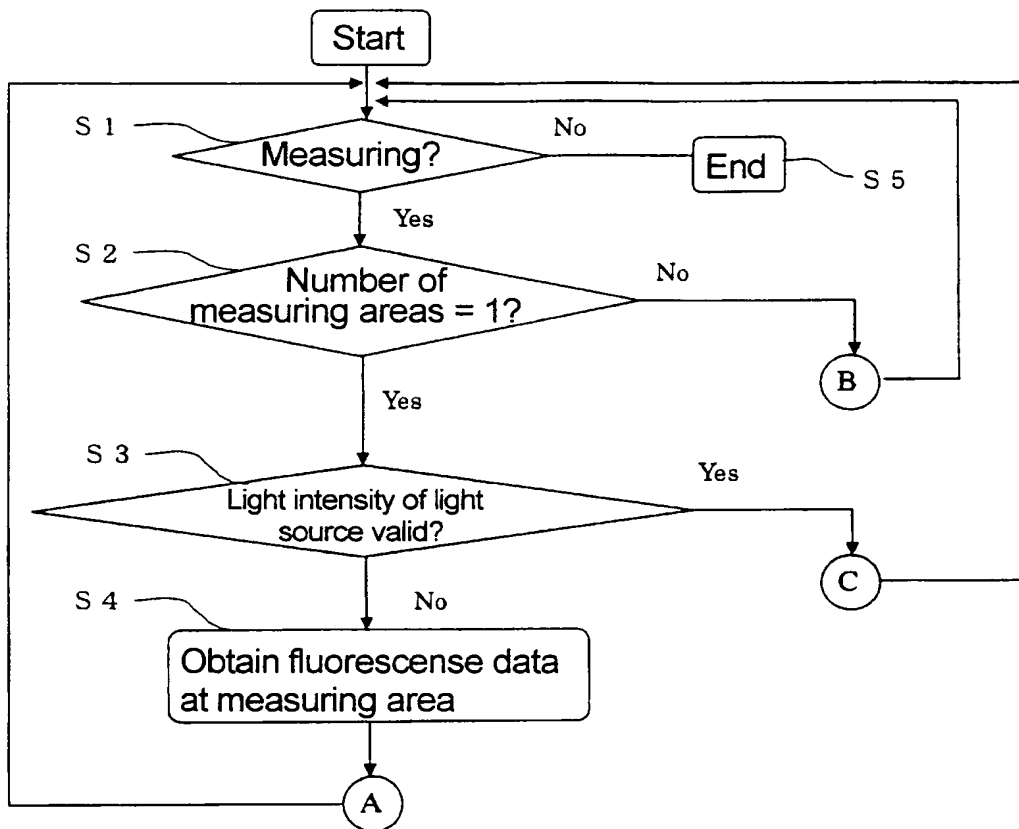 Start
S 1
Measuring?
No
End
S 5
Yes
S 2
Number of
measuring areas = 1?
No
B
Yes
S 3
Light intensity of light
source valid?
Yes
C
S 4
No
Obtain fluorescense data
at measuring area
A